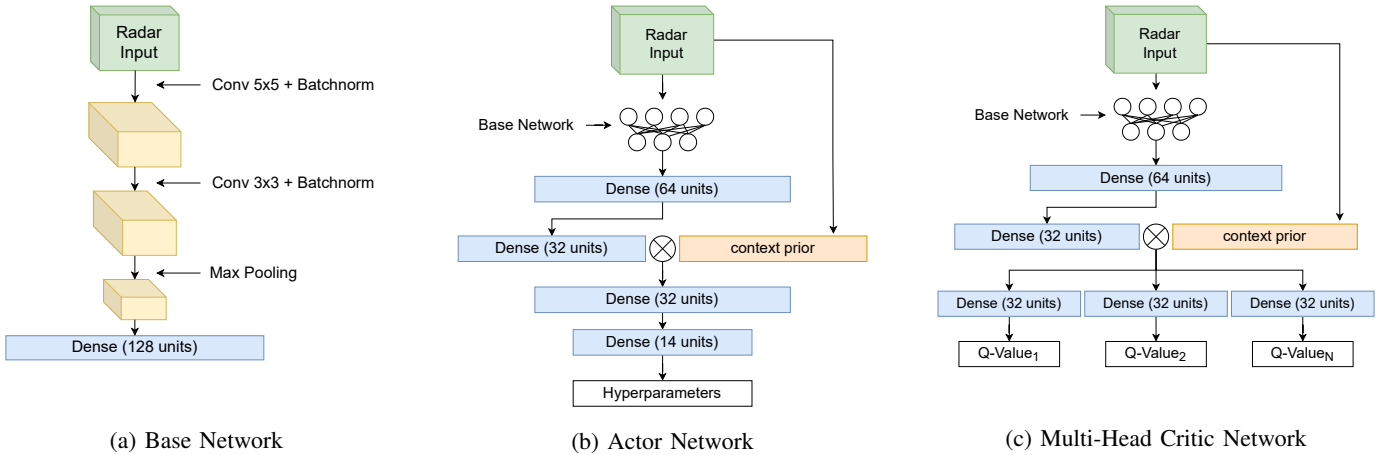 Radar
Input
Conv 5x5 + Batchnorm
Conv 3x3 + Batchnorm
Max Pooling
Dense (128 units)
(a) Base Network
Radar
Input
Base Network
Dense (64 units)
Dense (32 units)
context prior
Dense (32 units)
Dense (14 units)
Hyperparameters
(b) Actor Network
Radar
Input
Base Network
Dense (64 units)
Dense (32 units)
context prior
Dense (32 units)
Dense (32 units)
Dense (32 units)
Q-Value1
Q-Value2
Q-ValueN
(c) Multi-Head Critic Network